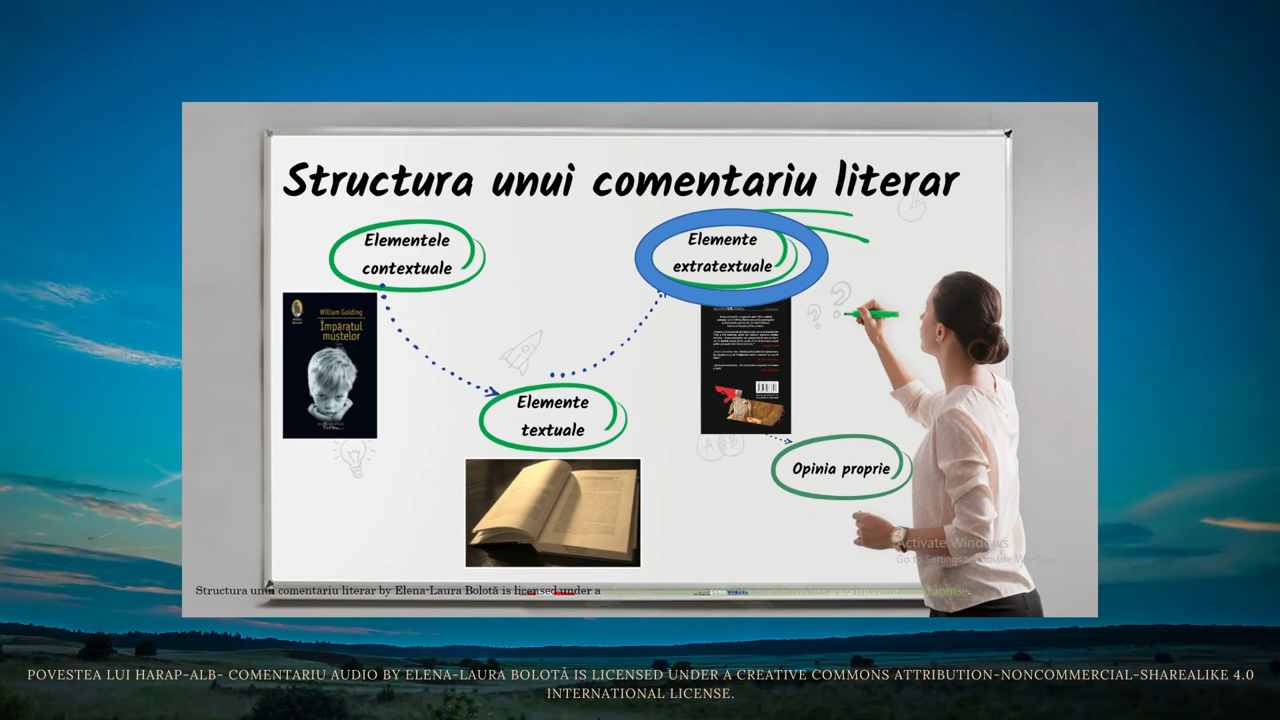 Structura unui comentariu literar
Elementele
contextuale
Elemente
extratextuale
William Golding
Împăratul
muștelor
Elemente
textuale
Opinia proprie
Activate Windows
Go to Settings to activate Windows
Structura unui comentariu literar by Elena-Laura Bolotă is licensed under a
License.
POVESTEA LUI HARAP-ALB- COMENTARIU AUDIO BY ELENA-LAURA BOLOTĂ IS LICENSED UNDER A CREATIVE COMMONS ATTRIBUTION-NONCOMMERCIAL-SHAREALIKE 4.0
INTERNATIONAL LICENSE.